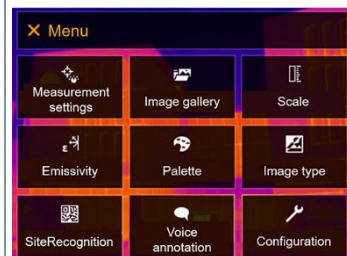 Menu
Measurement
settings
Image gallery
Scale
ε
Emissivity
Palette
Image type
SiteRecognition
Voice
annotation
Configuration